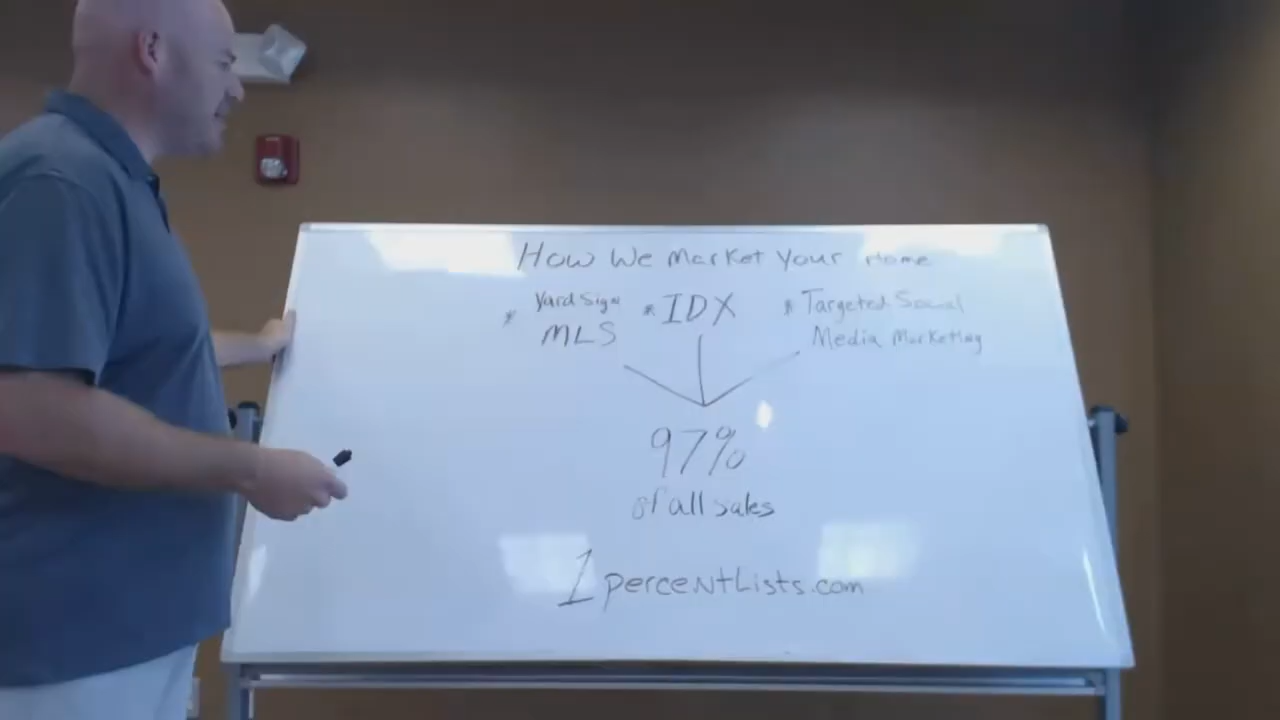 How We Market Your Home
* Yard Sign
MLS
* IDX
* Targeted Social
Media Marketing
97%
of all sales
1percentLists.com